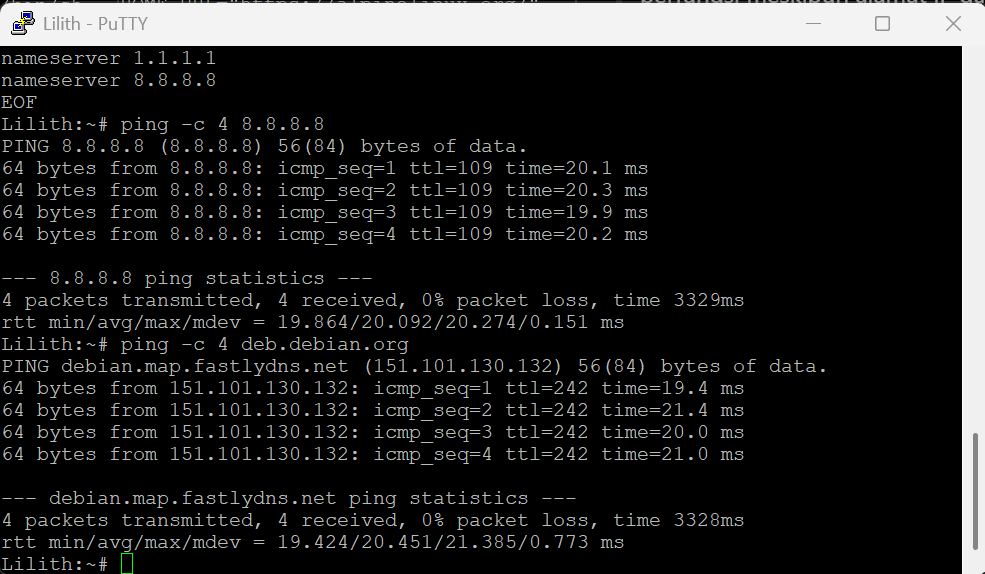 Lilith - PuTTY
nameserver 1.1.1.1
nameserver 8.8.8.8
EOF
Lilith:~# ping -c 4 8.8.8.8
PING 8.8.8.8 (8.8.8.8) 56(84) bytes of data.
64 bytes from 8.8.8.8: icmp_seq=1 ttl=109 time=20.1 ms
64 bytes from 8.8.8.8: icmp_seq=2 ttl=109 time=20.3 ms
64 bytes from 8.8.8.8: icmp_seq=3 ttl=109 time=19.9 ms
64 bytes from 8.8.8.8: icmp_seq=4 ttl=109 time=20.2 ms

--- 8.8.8.8 ping statistics ---
4 packets transmitted, 4 received, 0% packet loss, time 3329ms
rtt min/avg/max/mdev = 19.864/20.092/20.274/0.151 ms
Lilith:~# ping -c 4 deb.debian.org
PING debian.map.fastlydns.net (151.101.130.132) 56(84) bytes of data.
64 bytes from 151.101.130.132: icmp_seq=1 ttl=242 time=19.4 ms
64 bytes from 151.101.130.132: icmp_seq=2 ttl=242 time=21.4 ms
64 bytes from 151.101.130.132: icmp_seq=3 ttl=242 time=20.0 ms
64 bytes from 151.101.130.132: icmp_seq=4 ttl=242 time=21.0 ms

--- debian.map.fastlydns.net ping statistics ---
4 packets transmitted, 4 received, 0% packet loss, time 3328ms
rtt min/avg/max/mdev = 19.424/20.451/21.385/0.773 ms
Lilith:~#